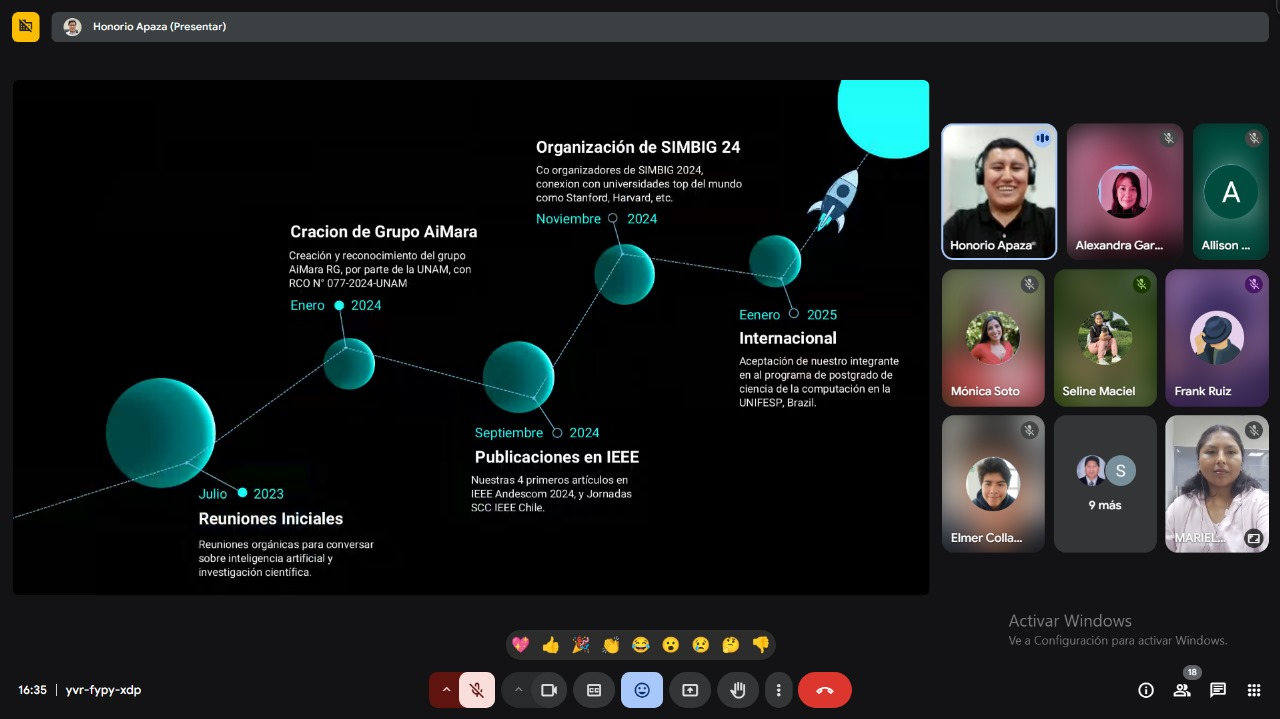 Honorio Apaza (Presentar)
Organización de SIMBIG 24
Co organizadores de SIMBIG 2024,
conexion con universidades top del mundo
como Stanford, Harvard, etc.
Noviembre 2024
Cracion de Grupo AiMara
Creación y reconocimiento del grupo
AiMara RG, por parte de la UNAM, con
RCO N° 077-2024-UNAM
Enero 2024
Eenero 2025
Internacional
Aceptación de nuestro integrante
en al programa de postgrado de
ciencia de la computación en la
UNIFESP, Brazil.
Septiembre 2024
Publicaciones en IEEE
Nuestras 4 primeros artículos en
IEEE Andescom 2024, y Jornadas
SCC IEEE Chile.
Julio 2023
Reuniones Iniciales
Reuniones orgánicas para conversar
sobre inteligencia artificial y
investigación científica.
Honorio Apaza
Alexandra Gar...
A
Allison ...
Mónica Soto
Seline Maciel
Frank Ruiz
Elmer Colla...
S
9 más
MARIEL...
Activar Windows
Ve a Configuración para activar Windows.
16:35 | yvr-fypy-xdp
CC
18